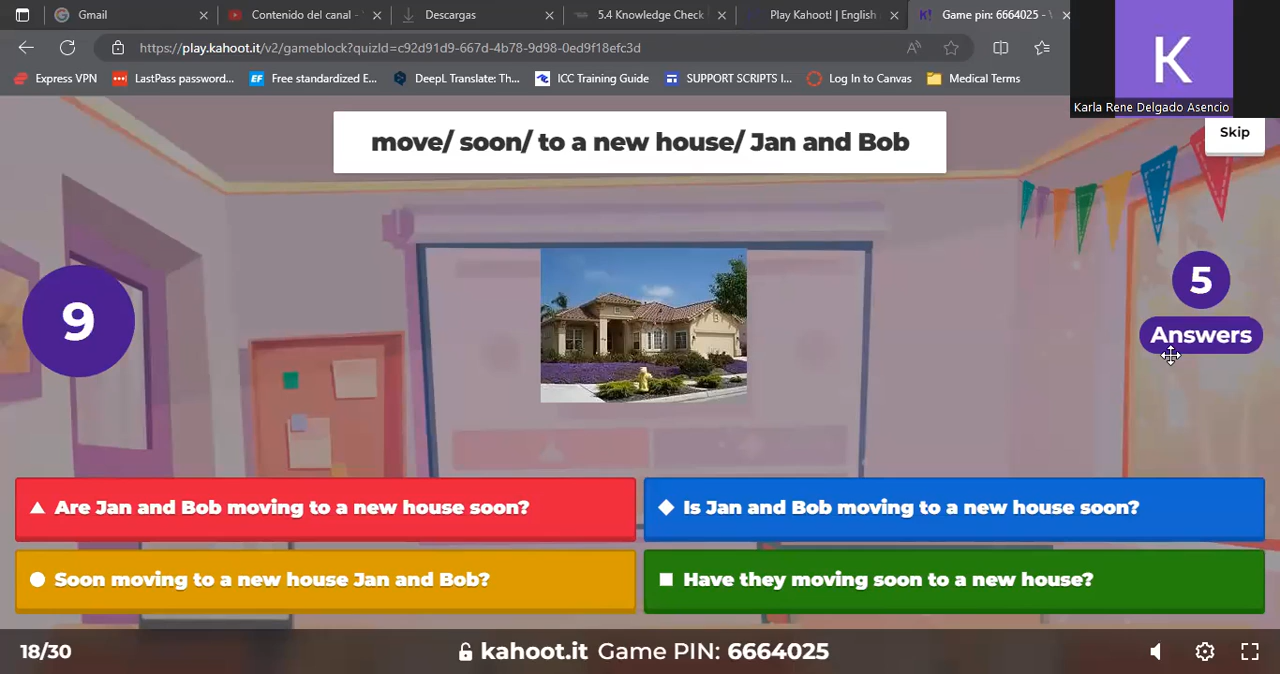 Gmail
Contenido del canal -
Descargas
5.4 Knowledge Check
Play Kahoot! | English
K! Game pin: 6664025 -
https://play.kahoot.it/v2/gameblock?quizId=c92d91d9-667d-4b78-9d98-0ed9f18efc3d
Express VPN
LastPass password...
EF Free standardized E...
DeepL Translate: Th...
ICC Training Guide
SUPPORT SCRIPTS I...
Log In to Canvas
Medical Terms
K
Karla Rene Delgado Asencio
Skip
move/ soon/ to a new house/ Jan and Bob
9
5
Answers
Are Jan and Bob moving to a new house soon?
Is Jan and Bob moving to a new house soon?
Soon moving to a new house Jan and Bob?
Have they moving soon to a new house?
18/30
kahoot.it Game PIN: 6664025